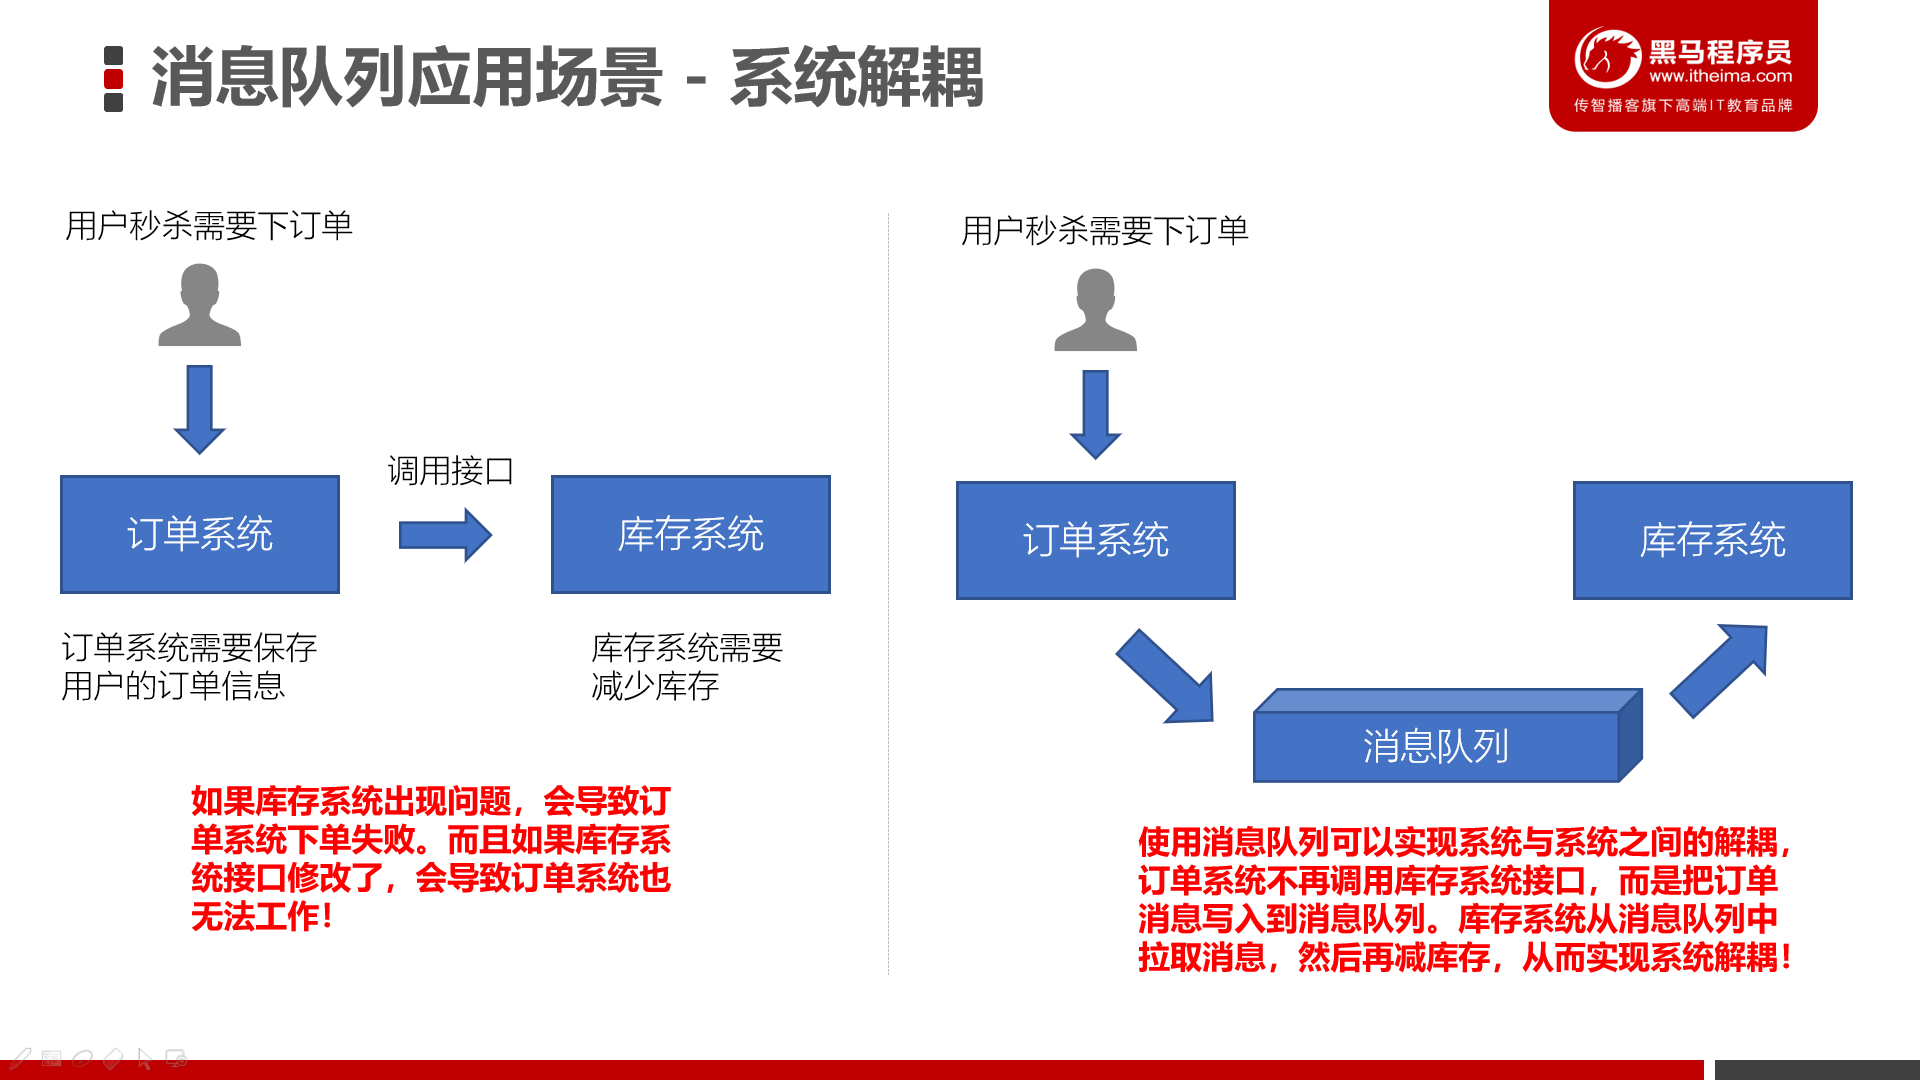 消息队列应用场景 - 系统解耦
黑马程序员
www.itheima.com
传智播客旗下高端IT教育品牌
用户秒杀需要下订单
调用接口
订单系统
库存系统
订单系统需要保存
用户的订单信息
库存系统需要
减少库存
如果库存系统出现问题，会导致订
单系统下单失败。而且如果库存系
统接口修改了，会导致订单系统也
无法工作！
用户秒杀需要下订单
订单系统
库存系统
消息队列
使用消息队列可以实现系统与系统之间的解耦，
订单系统不再调用库存系统接口，而是把订单
消息写入到消息队列。库存系统从消息队列中
拉取消息，然后再减库存，从而实现系统解耦！